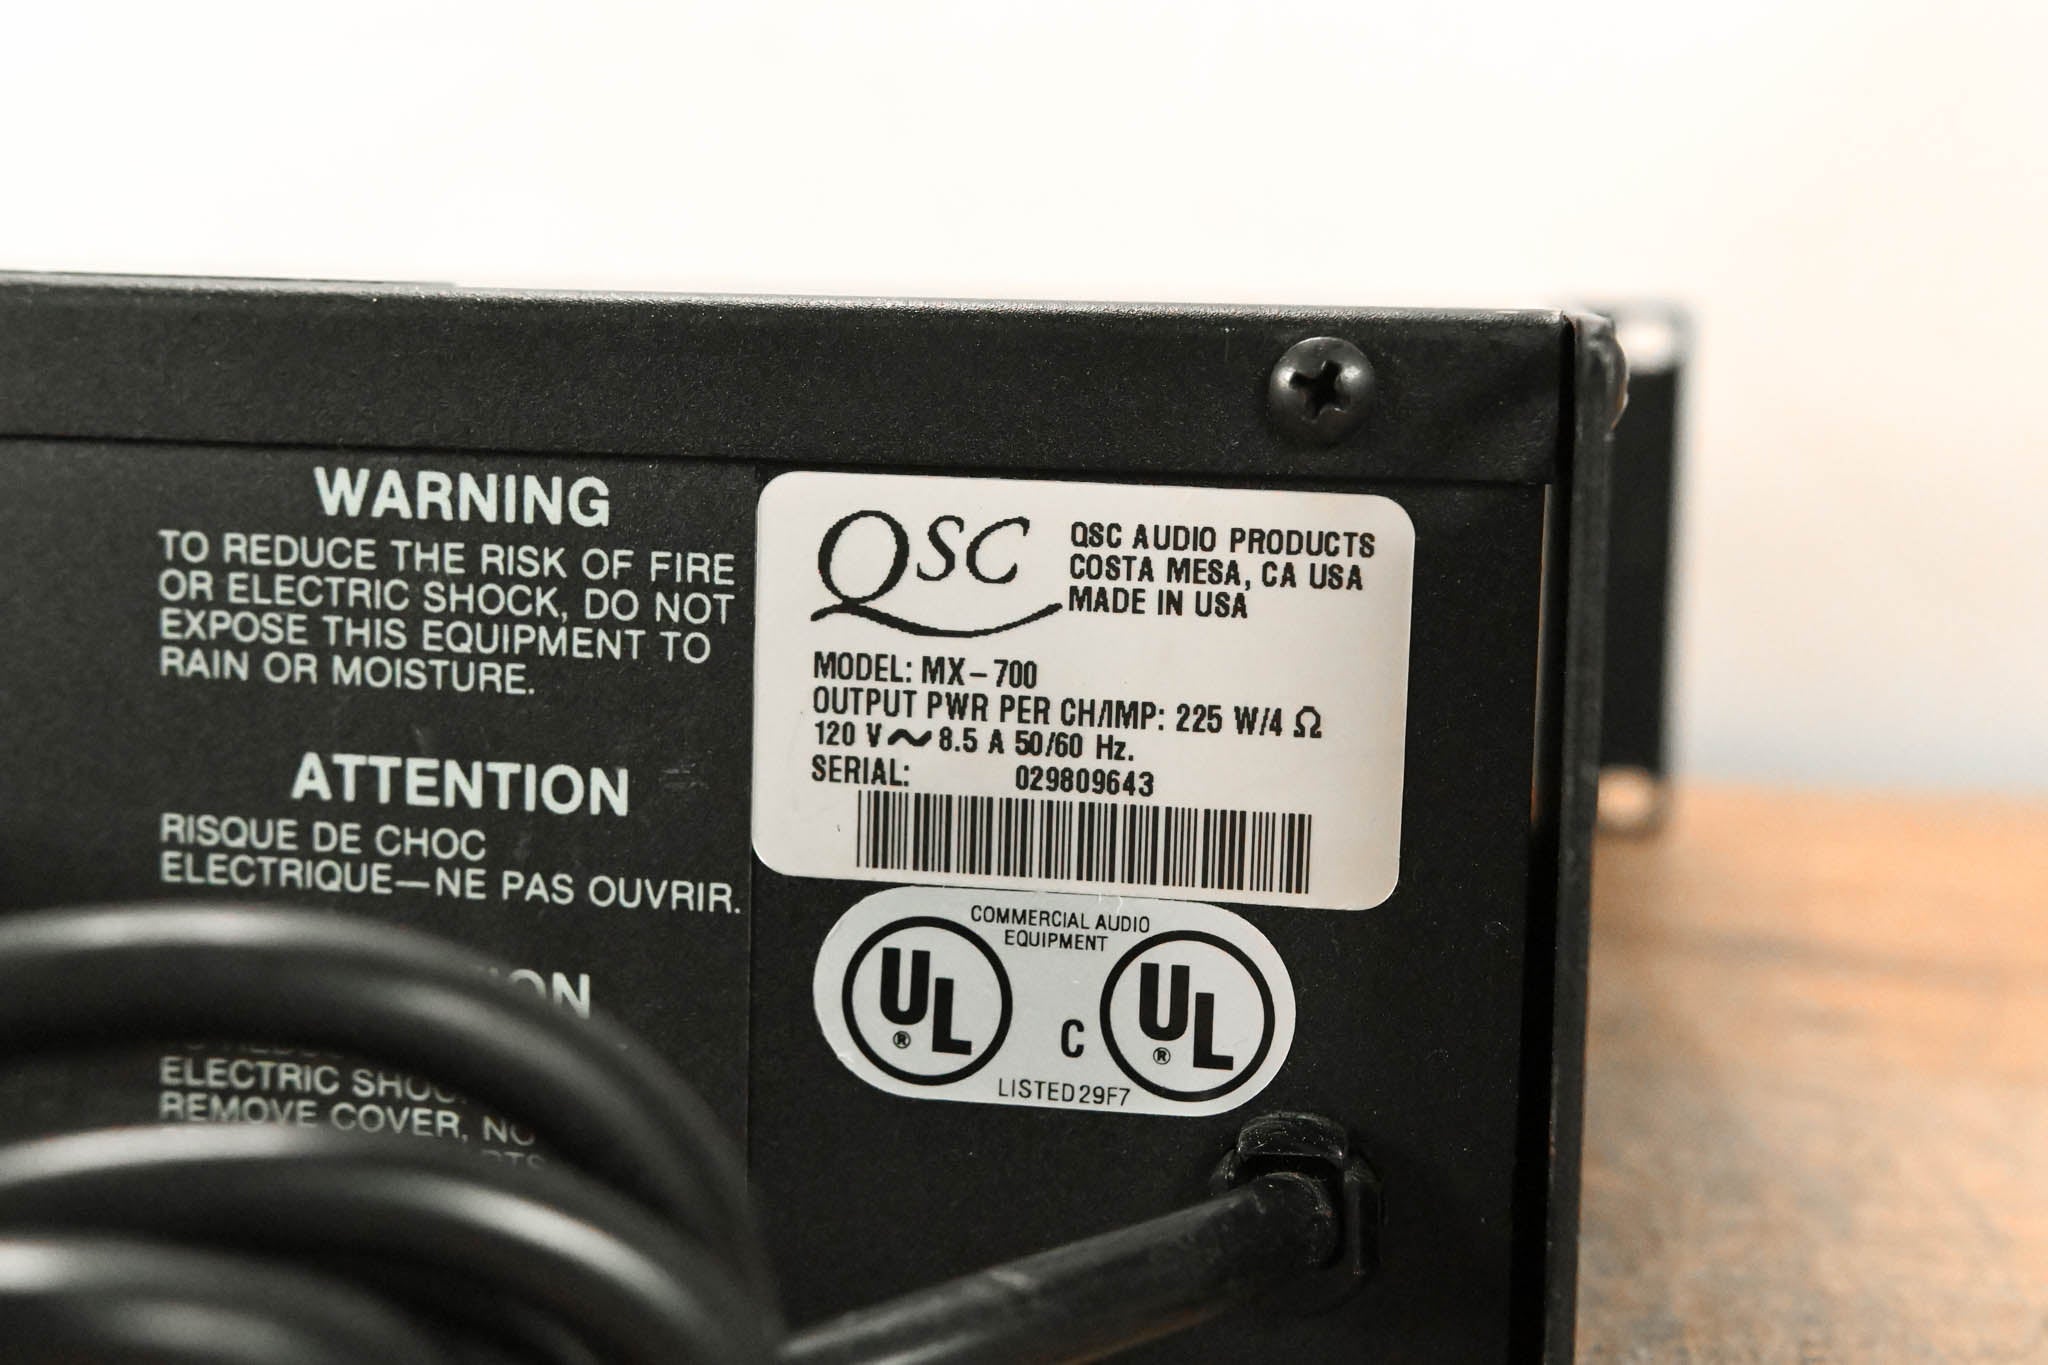 WARNING
TO REDUCE THE RISK OF FIRE
OR ELECTRIC SHOCK, DO NOT
EXPOSE THIS EQUIPMENT TO
RAIN OR MOISTURE.
ATTENTION
RISQUE DE CHOC
ELECTRIQUE—NE PAS OUVRIR.
ELECTRIC
REMOVE COVER,
QSC
QSC AUDIO PRODUCTS
COSTA MESA, CA USA
MADE IN USA
MODEL: MX-700
OUTPUT PWR PER CH/IMP: 225 W/4 Ω
120 V~8.5 A 50/60 Hz.
SERIAL: 029809643
COMMERCIAL AUDIO
EQUIPMENT
UL ®
C UL ®
LISTED 29F7